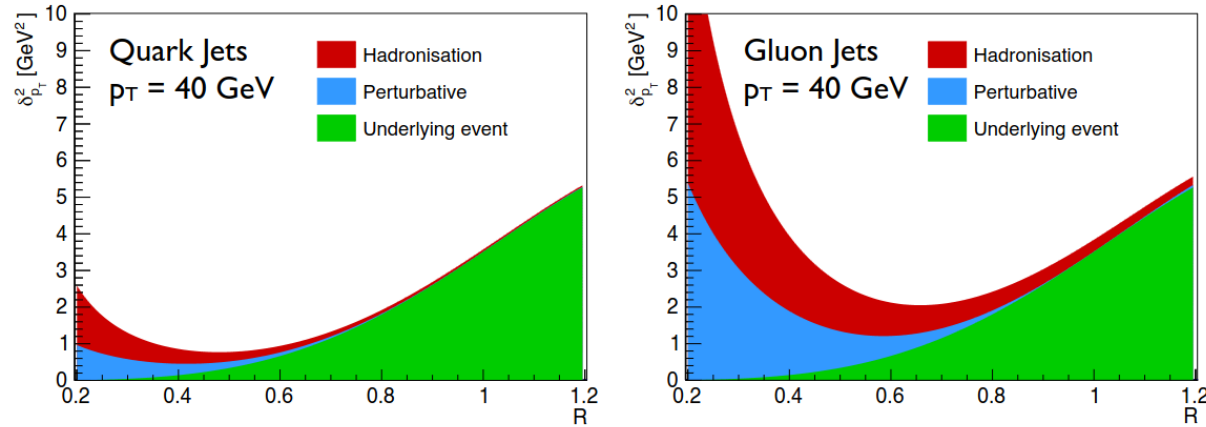 δ²pT [GeV²]
10
9
8
7
6
5
4
3
2
1
0
Quark Jets
pT = 40 GeV
Hadronisation
Perturbative
Underlying event
0.2 0.4 0.6 0.8 1 1.2
R
δ²pT [GeV²]
10
9
8
7
6
5
4
3
2
1
0
Gluon Jets
pT = 40 GeV
Hadronisation
Perturbative
Underlying event
0.2 0.4 0.6 0.8 1 1.2
R